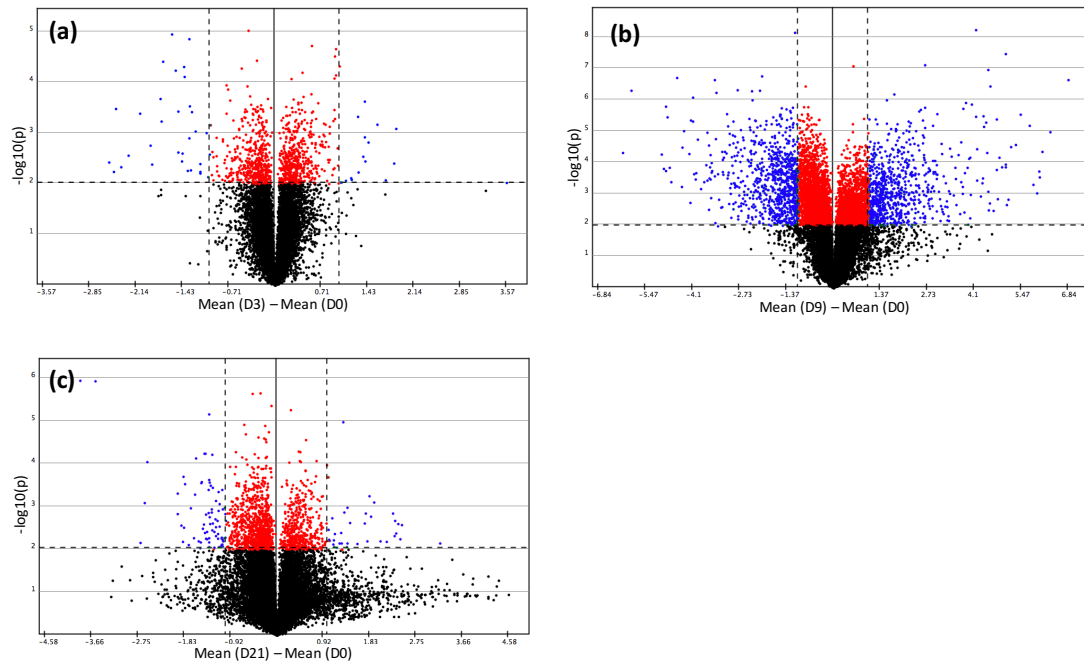 (a)
5
4
3
2
1
-log10(p)
-3.57 -2.85 -2.14 -1.43 -0.71 0.71 1.43 2.14 2.85 3.57
Mean (D3) – Mean (D0)
(b)
8
7
6
5
4
3
2
1
-log10(p)
-6.84 -5.47 -4.1 -2.73 -1.37 1.37 2.73 4.1 5.47 6.84
Mean (D9) – Mean (D0)
(c)
6
5
4
3
2
1
-log10(p)
-4.58 -3.66 -2.75 -1.83 -0.92 0.92 1.83 2.75 3.66 4.58
Mean (D21) – Mean (D0)